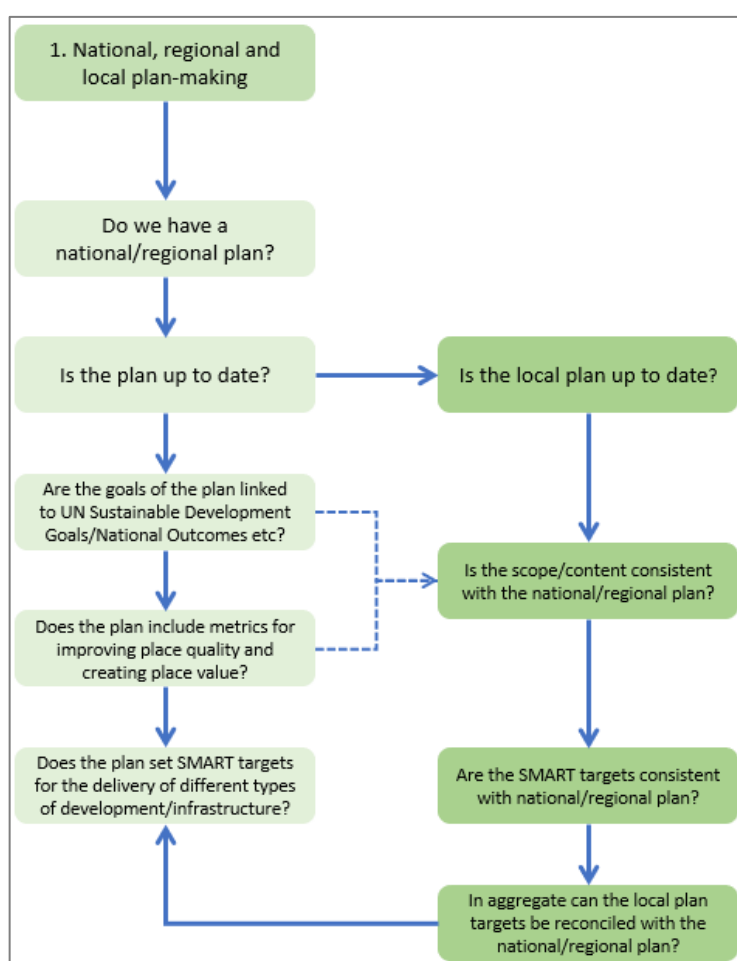 1. National, regional and
local plan-making
Do we have a
national/regional plan?
Is the plan up to date?
Is the local plan up to date?
Are the goals of the plan linked
to UN Sustainable Development
Goals/National Outcomes etc?
Is the scope/content consistent
with the national/regional plan?
Does the plan include metrics for
improving place quality and
creating place value?
Does the plan set SMART targets
for the delivery of different types
of development/infrastructure?
Are the SMART targets consistent
with national/regional plan?
In aggregate can the local plan
targets be reconciled with the
national/regional plan?